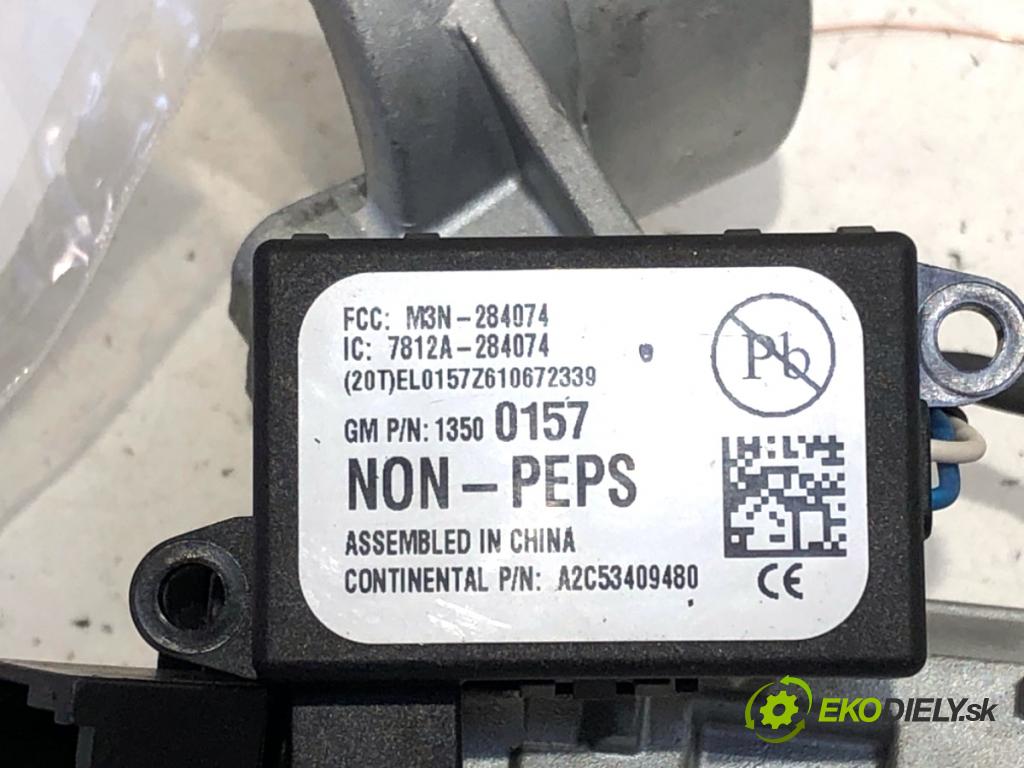 FCC: M3N-284074
IC: 7812A-284074
(20T)EL0157Z610672339
GM P/N: 1350 0157
NON-PEPS
ASSEMBLED IN CHINA
CONTINENTAL P/N: A2C53409480
Pb
CE
EKODIELY.sk